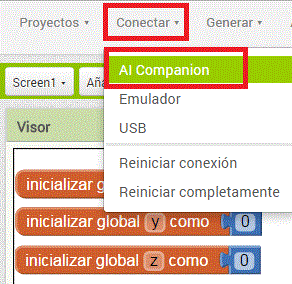 Proyectos Conectar Generar
AI Companion
Screen1 Aña
Emulador
Visor
USB
Reiniciar conexión
inicializar g
Reiniciar completamente
inicializar global y como 0
inicializar global z como 0